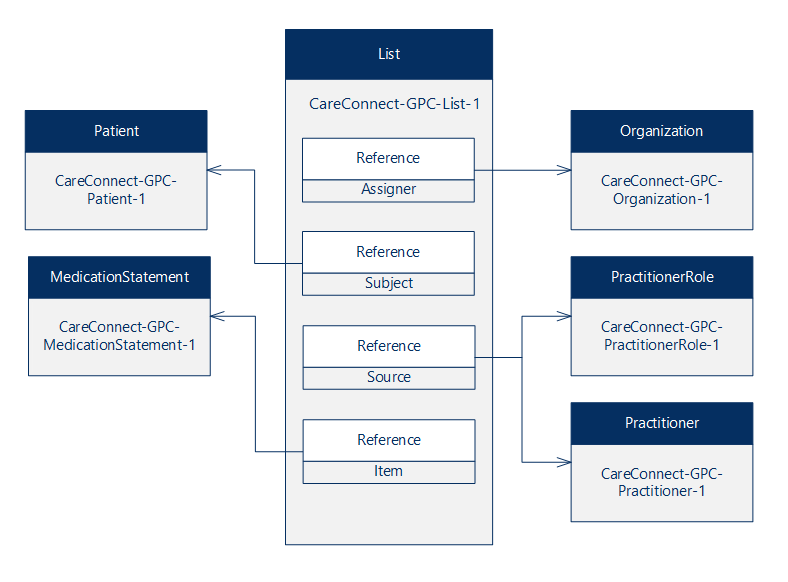 List
CareConnect-GPC-List-1
Reference
Assigner
Reference
Subject
Reference
Source
Reference
Item
Patient
CareConnect-GPC-
Patient-1
MedicationStatement
CareConnect-GPC-
MedicationStatement-1
Organization
CareConnect-GPC-
Organization-1
PractitionerRole
CareConnect-GPC-
PractitionerRole-1
Practitioner
CareConnect-GPC-
Practitioner-1